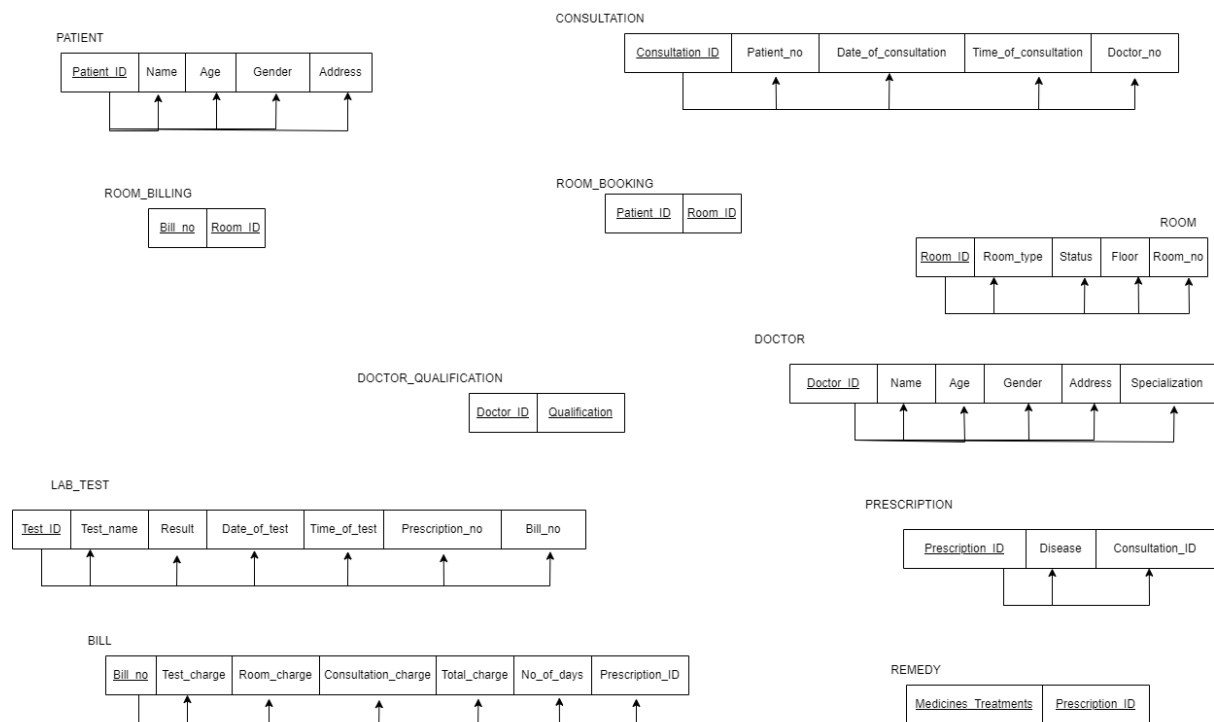 CONSULTATION
PATIENT
Consultation_ID Patient_no Date_of_consultation Time_of_consultation Doctor_no
Patient_ID Name Age Gender Address
ROOM_BILLING
ROOM_BOOKING
Bill_no Room_ID
Patient_ID Room_ID
ROOM
Room_ID Room_type Status Floor Room_no
DOCTOR
DOCTOR_QUALIFICATION
Doctor_ID Name Age Gender Address Specialization
Doctor_ID Qualification
LAB_TEST
PRESCRIPTION
Test_ID Test_name Result Date_of_test Time_of_test Prescription_no Bill_no
Prescription_ID Disease Consultation_ID
BILL
REMEDY
Bill_no Test_charge Room_charge Consultation_charge Total_charge No_of_days Prescription_ID
Medicines_Treatments Prescription_ID